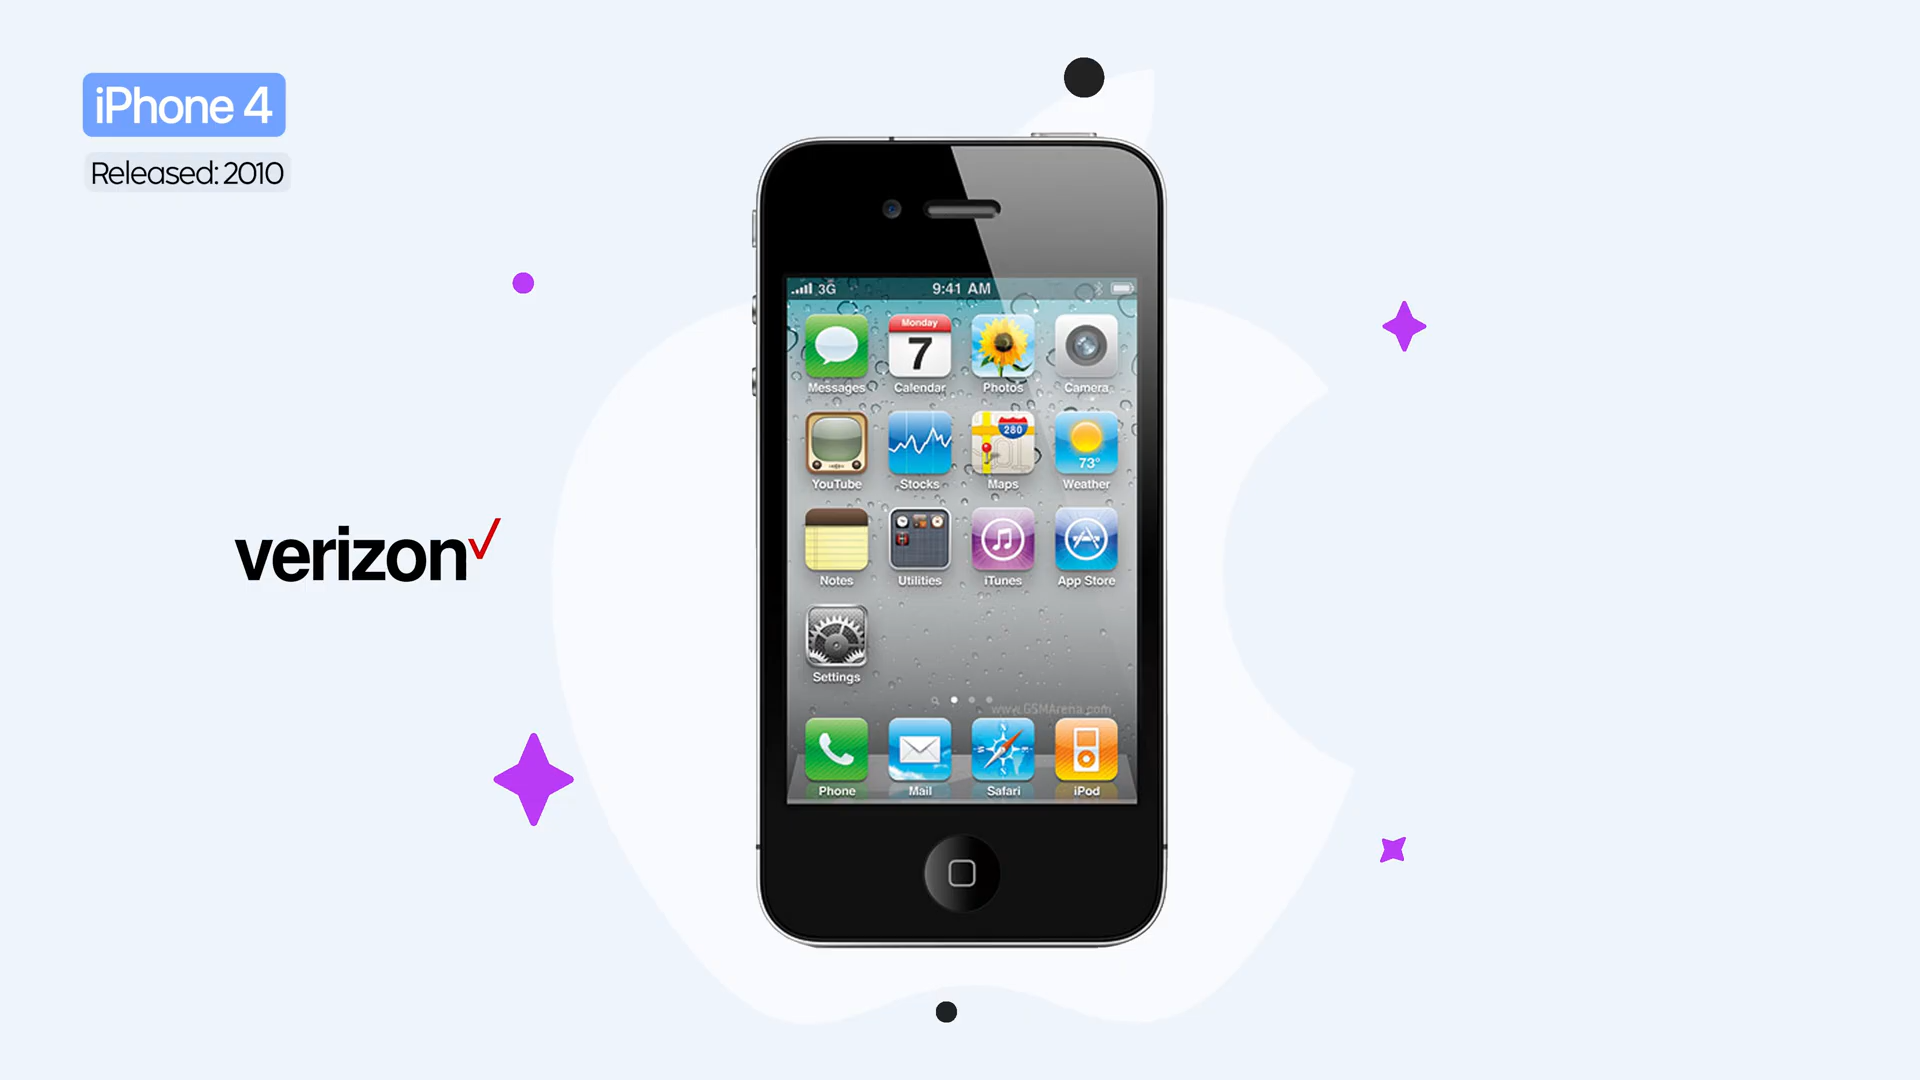 iPhone 4
Released: 2010
verizon
3G 9:41 AM
Monday
7
Messages Calendar Photos Camera
280
73°
YouTube Stocks Maps Weather
Notes Utilities iTunes App Store
Settings
www.GSMArena.com
Phone Mail Safari iPod